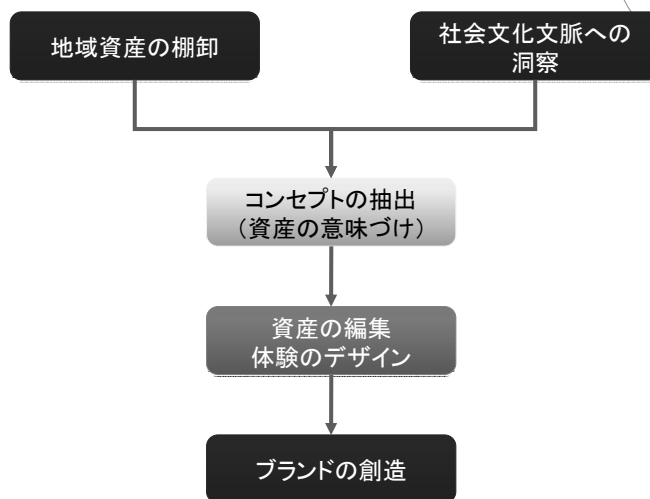 地域資産の棚卸
社会文化文脈への
洞察
コンセプトの抽出
（資産の意味づけ）
資産の編集
体験のデザイン
ブランドの創造